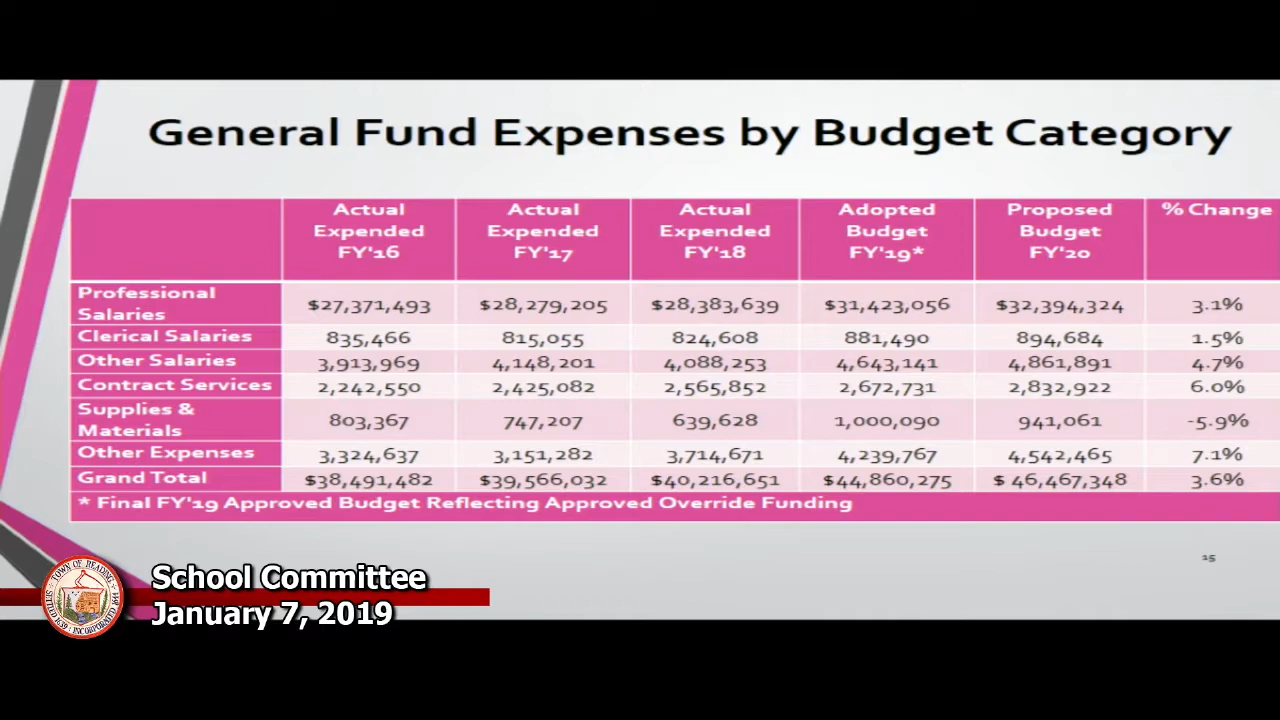 General Fund Expenses by Budget Category
Actual Expended FY'16 Actual Expended FY'17 Actual Expended FY'18 Adopted Budget FY'19* Proposed Budget FY'20 % Change
Professional Salaries $27,371,493 $28,279,205 $28,383,639 $31,423,056 $32,394,324 3.1%
Clerical Salaries 835,466 815,055 824,608 881,490 894,684 1.5%
Other Salaries 3,913,969 4,148,201 4,088,253 4,643,141 4,861,891 4.7%
Contract Services 2,242,550 2,425,082 2,565,852 2,672,731 2,832,922 6.0%
Supplies & Materials 803,367 747,207 639,628 1,000,090 941,061 -5.9%
Other Expenses 3,324,637 3,151,282 3,714,671 4,239,767 4,542,465 7.1%
Grand Total $38,491,482 $39,566,032 $40,216,651 $44,860,275 $ 46,467,348 3.6%
* Final FY'19 Approved Budget Reflecting Approved Override Funding
15
School Committee
January 7, 2019
TOWN OF READING